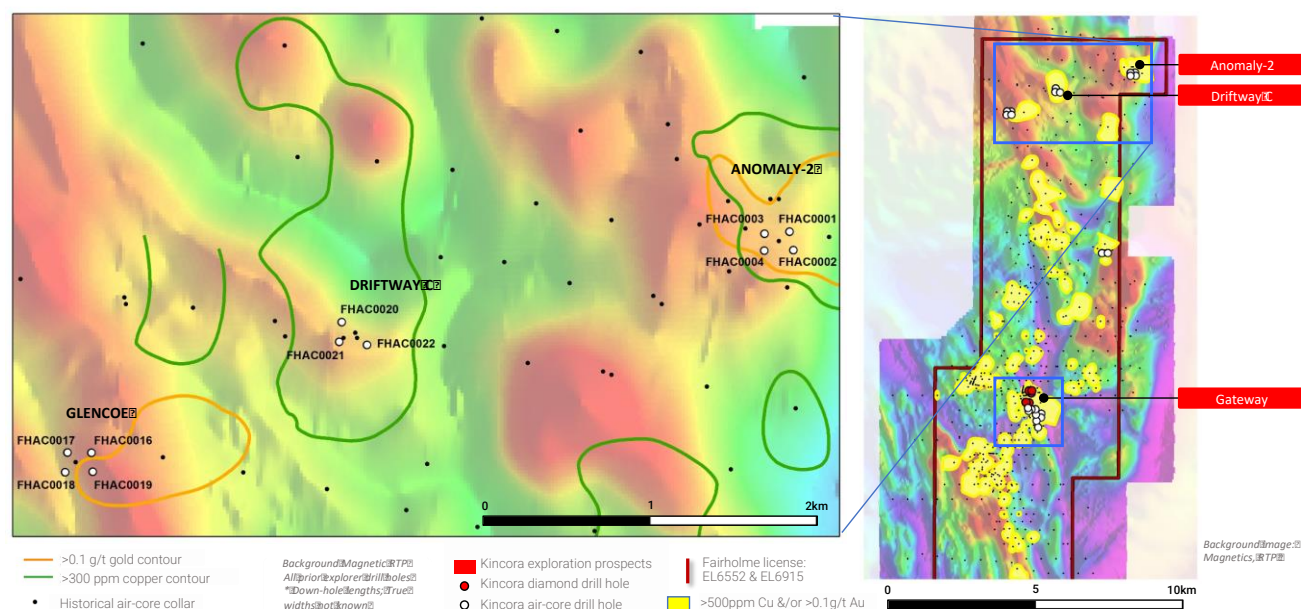 ANOMALY-2
FHAC0003
FHAC0001
FHAC0004
FHAC0002
DRIFTWAY C
FHAC0020
FHAC0021
FHAC0022
GLENCOE
FHAC0017
FHAC0016
FHAC0018
FHAC0019
0
1
2km
Anomaly-2
Driftway C
Gateway
>0.1 g/t gold contour
>300 ppm copper contour
Historical air-core collar
Background Magnetic RTP
All prior explorer drill holes
* Down-hole lengths; True
widths not known
Kincora exploration prospects
Kincora diamond drill hole
Kincora air-core drill hole
Fairholme license:
EL6552 & EL6915
>500ppm Cu &/or >0.1g/t Au
Background Image:
Magnetics, RTP
0
5
10km